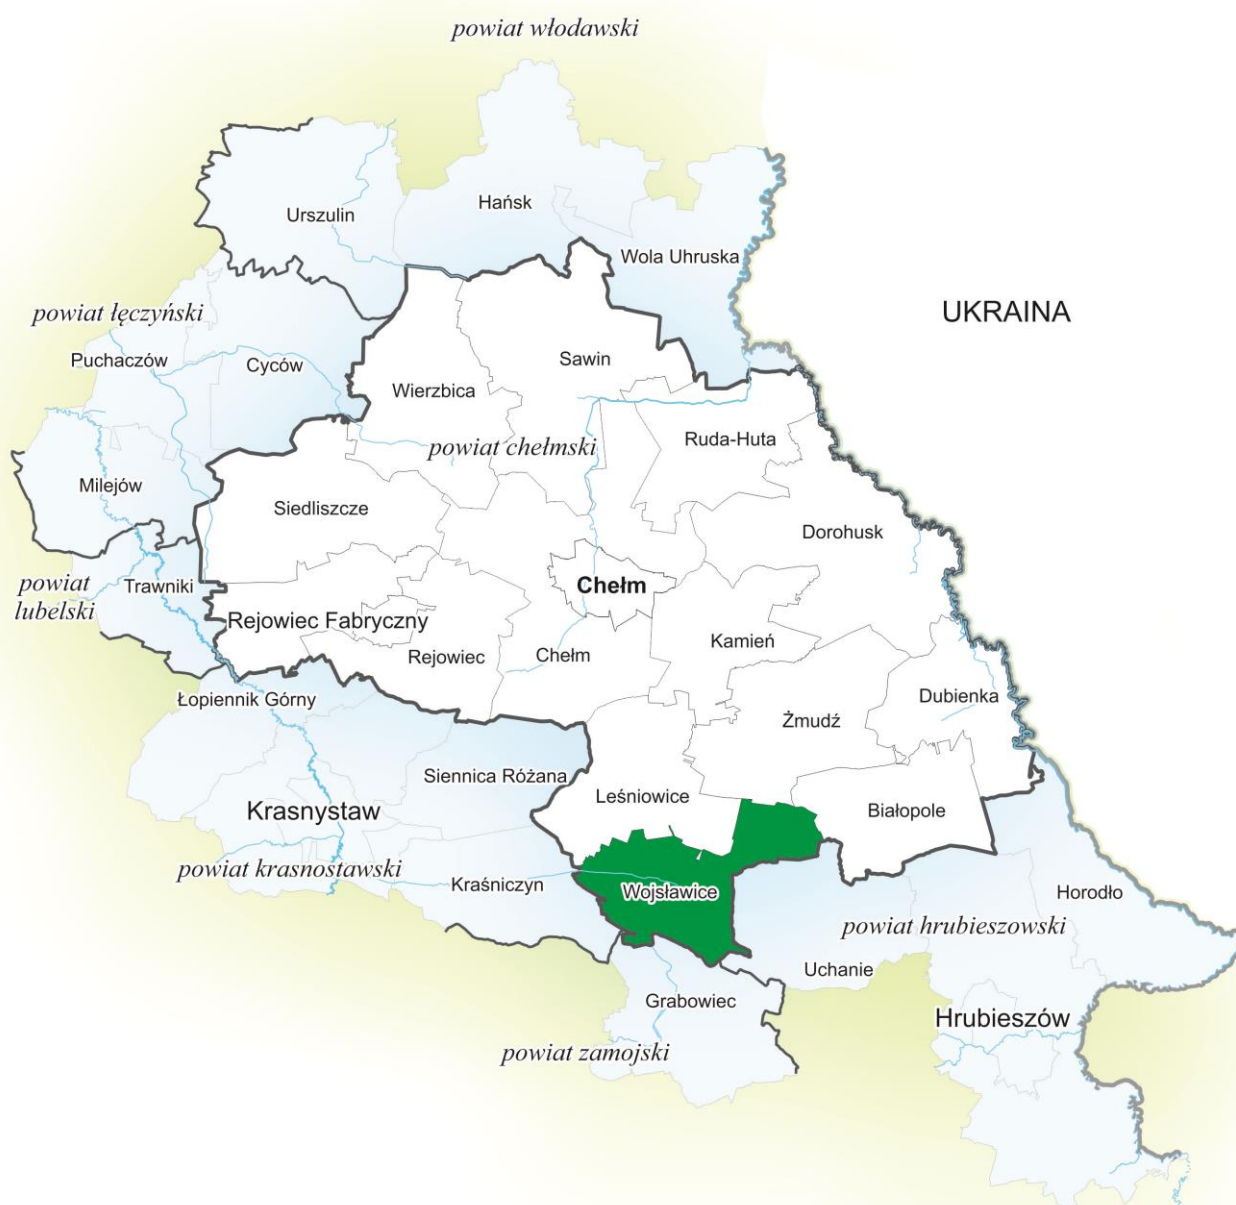 powiat włodawski
Hańsk
Urszulin
Wola Uhruska
powiat łęczyński
UKRAINA
Puchaczów
Cyców
Sawin
Wierzbica
Ruda-Huta
powiat chełmski
Milejów
Siedliszcze
Dorohusk
powiat
lubelski
Trawniki
Chełm
Rejowiec Fabryczny
Kamień
Rejowiec
Chełm
Łopiennik Górny
Dubienka
Żmudź
Siennica Różana
Leśniowice
Krasnystaw
Białopole
powiat krasnostawski
Kraśniczyn
Wojsławice
Horodło
powiat hrubieszowski
Uchanie
Grabowiec
Hrubieszów
powiat zamojski